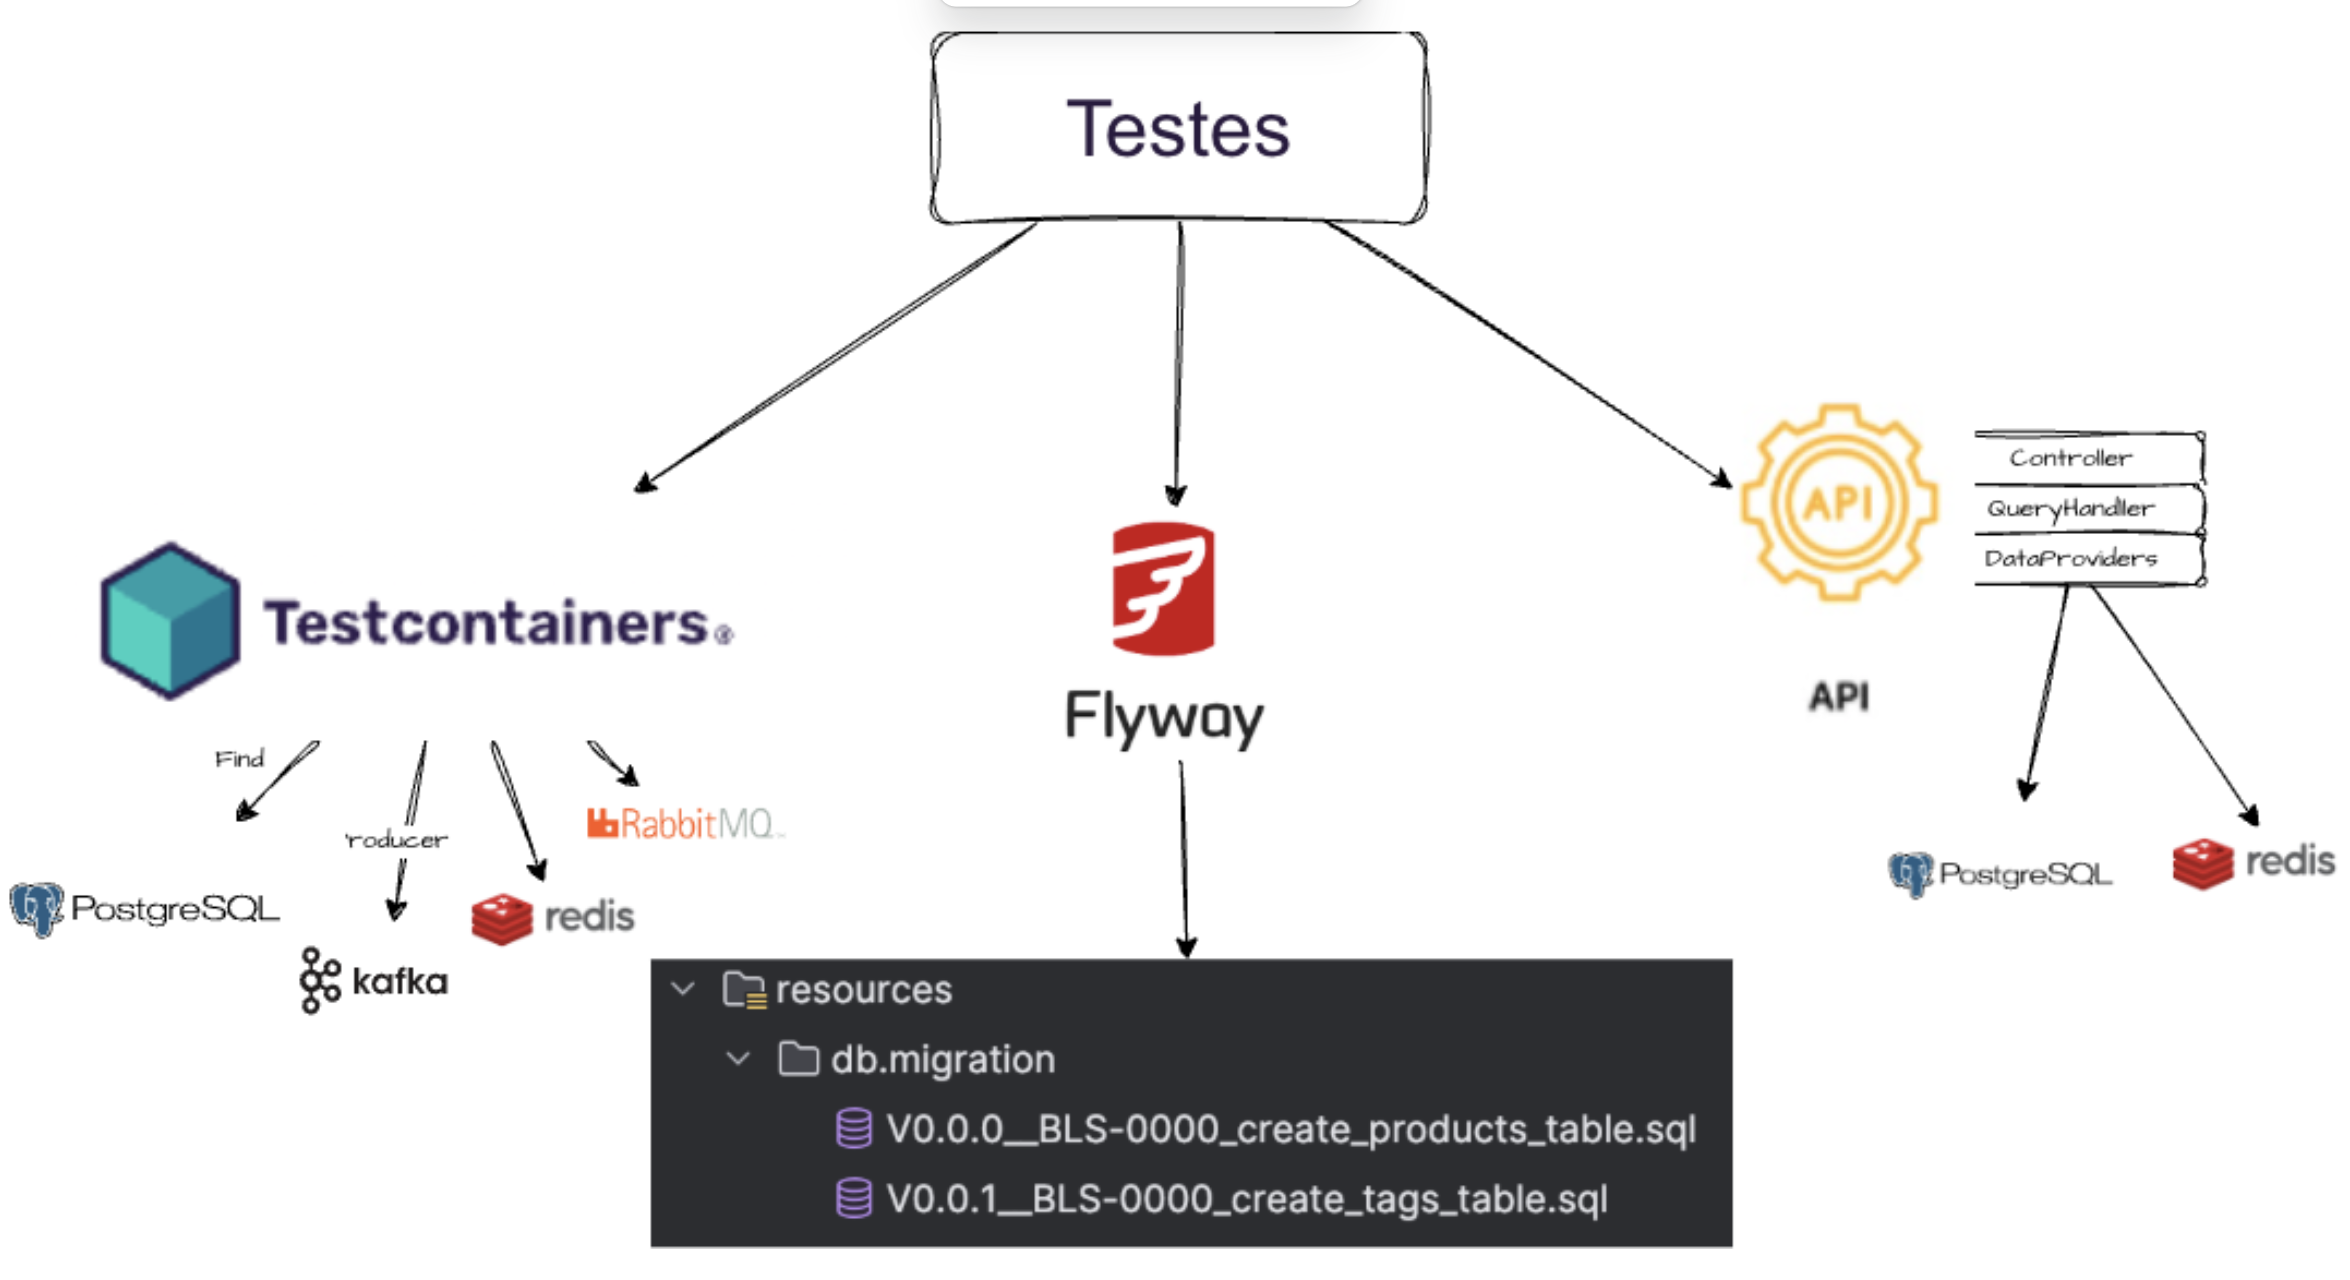 Testes
Testcontainers®
Find
'roducer
PostgreSQL
kafka
redis
RabbitMQ
Flyway
resources
db.migration
V0.0.0__BLS-0000_create_products_table.sql
V0.0.1__BLS-0000_create_tags_table.sql
API
API
Controller
QueryHandller
DataProviders
PostgreSQL
redis